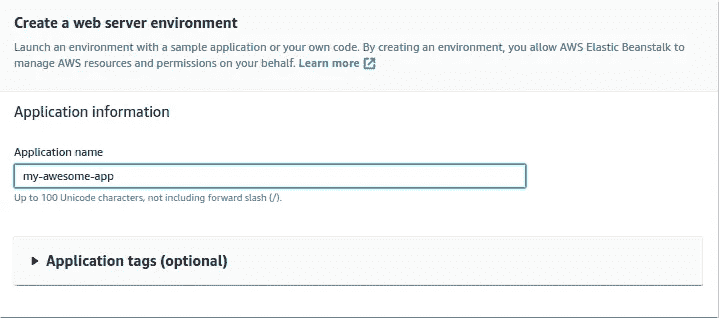 Create a web server environment
Launch an environment with a sample application or your own code. By creating an environment, you allow AWS Elastic Beanstalk to
manage AWS resources and permissions on your behalf. Learn more
Application information
Application name
my-awesome-app
Up to 100 Unicode characters, not including forward slash (/).
Application tags (optional)